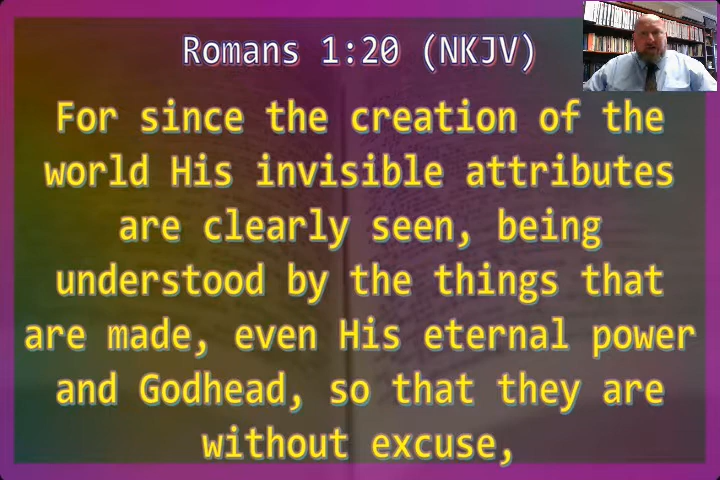 Romans 1:20 (NKJV)
For since the creation of the
world His invisible attributes
are clearly seen, being
understood by the things that
are made, even His eternal power
and Godhead, so that they are
without excuse,